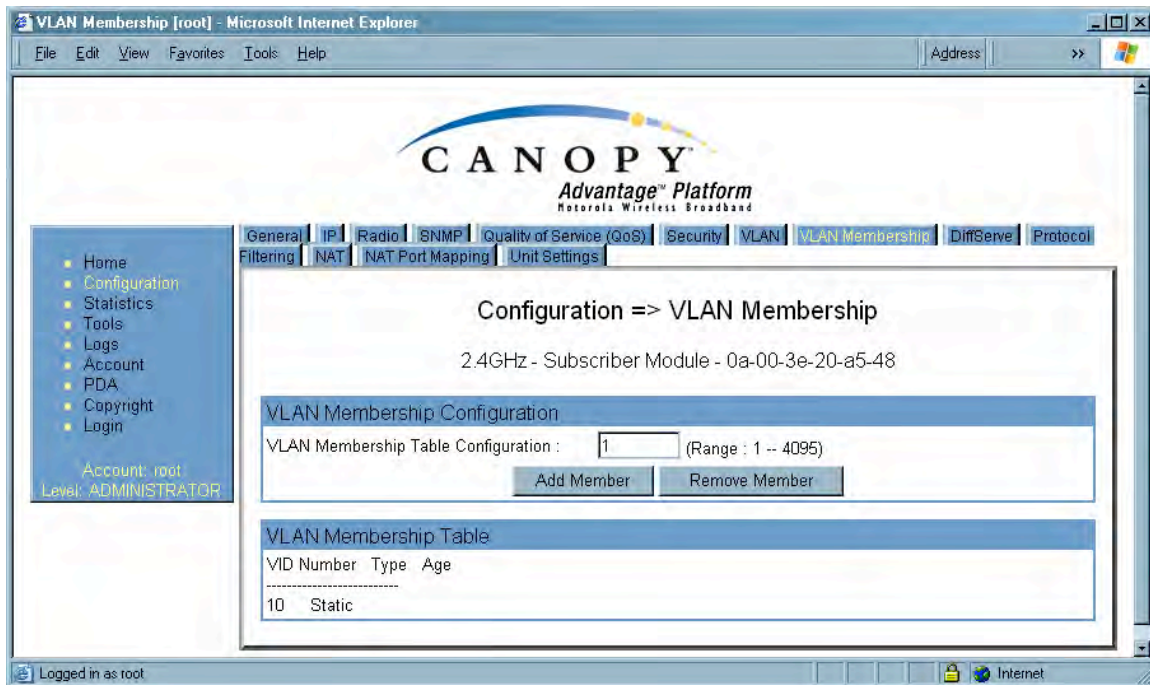 VLAN Membership [root] - Microsoft Internet Explorer
File Edit View Favorites Tools Help
Address >>
CANOPY
Advantage™ Platform
Motorola Wireless Broadband
General IP Radio SNMP Quality of Service (QoS) Security VLAN VLAN Membership DiffServe Protocol
Filtering NAT NAT Port Mapping Unit Settings
Home
Configuration
Statistics
Tools
Logs
Account
PDA
Copyright
Login
Account: root
Level: ADMINISTRATOR
Configuration => VLAN Membership
2.4GHz - Subscriber Module - 0a-00-3e-20-a5-48
VLAN Membership Configuration
VLAN Membership Table Configuration : 1 (Range : 1 -- 4095)
Add Member Remove Member
VLAN Membership Table
VID Number Type Age
--------------------------
10 Static
Logged in as root
Internet